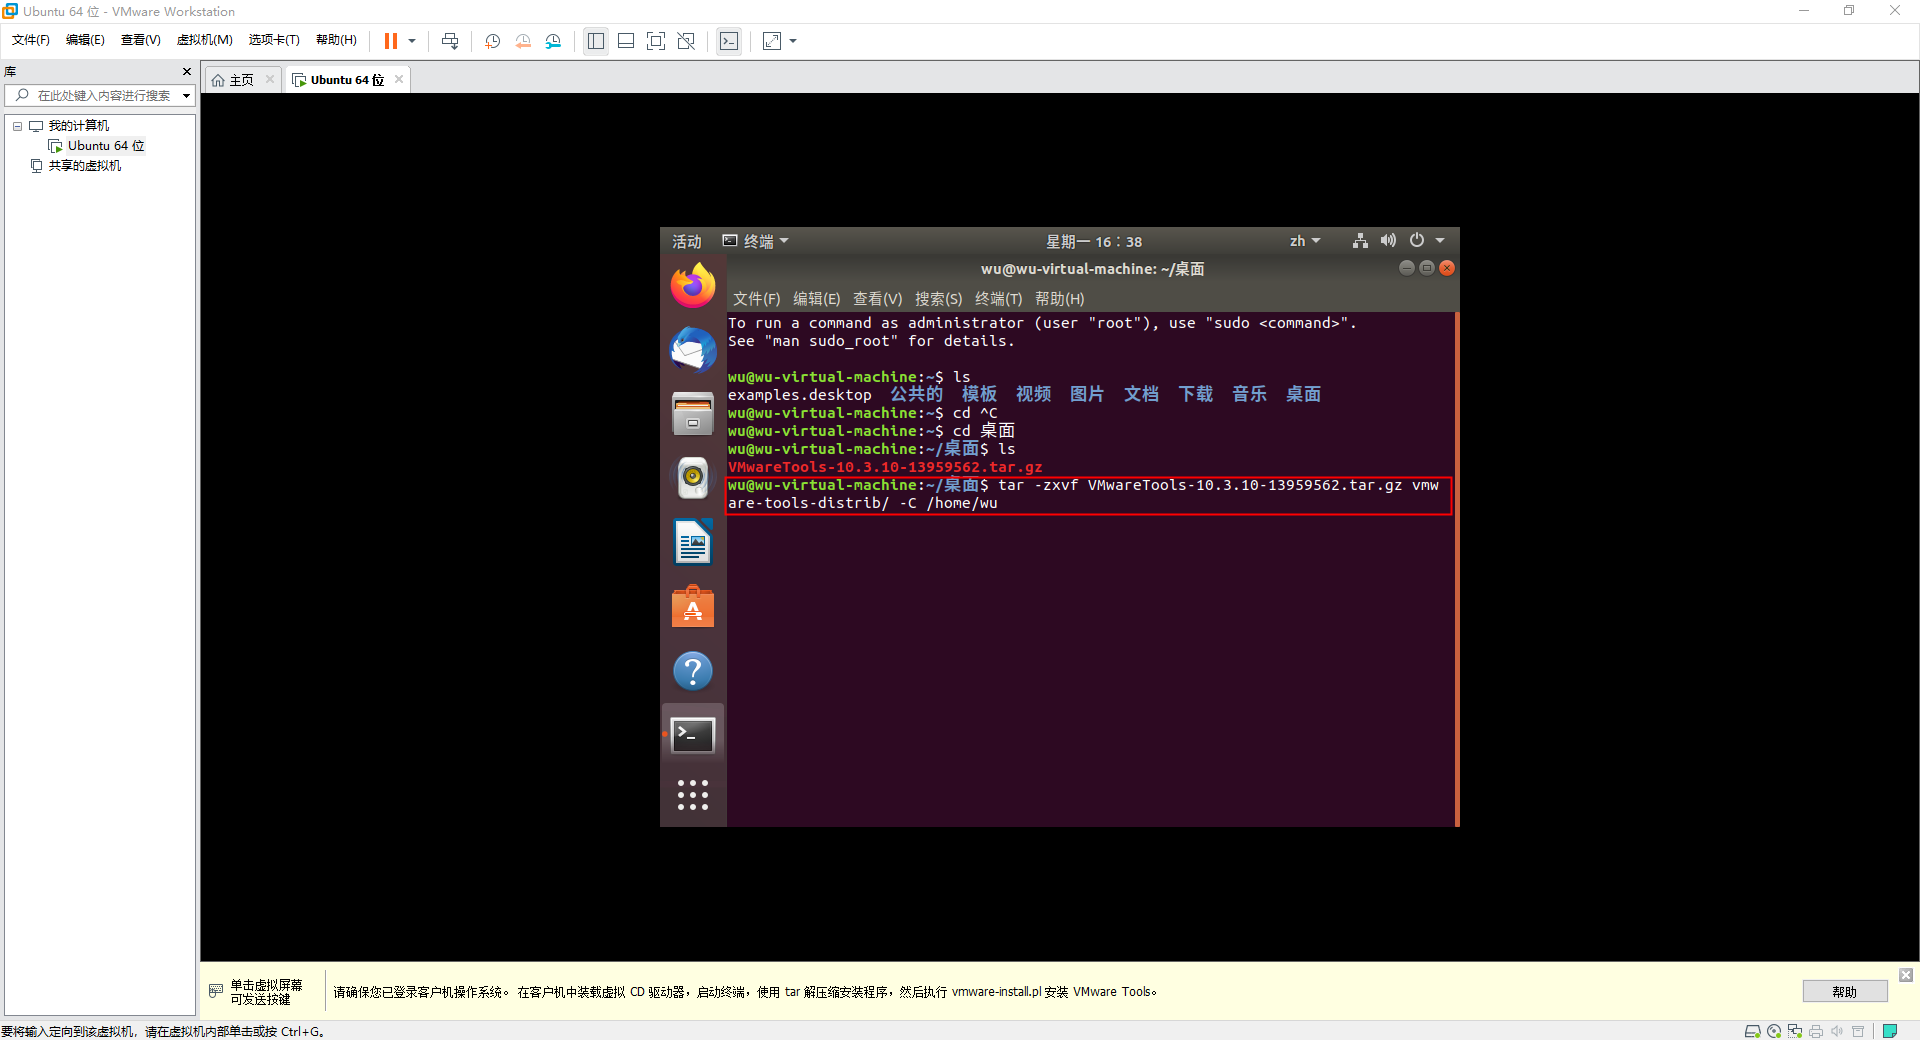 Ubuntu 64 位 - VMware Workstation
文件(F) 编辑(E) 查看(V) 虚拟机(M) 选项卡(T) 帮助(H)
库
主页
Ubuntu 64 位
在此处键入内容进行搜索
我的计算机
Ubuntu 64 位
共享的虚拟机
活动 终端 星期一 16:38 zh
wu@wu-virtual-machine: ~/桌面
文件(F) 编辑(E) 查看(V) 搜索(S) 终端(T) 帮助(H)
To run a command as administrator (user "root"), use "sudo <command>".
See "man sudo_root" for details.
wu@wu-virtual-machine:~$ ls
examples.desktop 公共的 模板 视频 图片 文档 下载 音乐 桌面
wu@wu-virtual-machine:~$ cd ^C
wu@wu-virtual-machine:~$ cd 桌面
wu@wu-virtual-machine:~/桌面$ ls
VMwareTools-10.3.10-13959562.tar.gz
wu@wu-virtual-machine:~/桌面$ tar -zxvf VMwareTools-10.3.10-13959562.tar.gz vmw
are-tools-distrib/ -C /home/wu
单击虚拟屏幕
可发送按键
请确保您已登录客户机操作系统。在客户机中装载虚拟 CD 驱动器，启动终端，使用 tar 解压缩安装程序，然后执行 vmware-install.pl 安装 VMware Tools。
帮助
要将输入定向到该虚拟机，请在虚拟机内部单击或按 Ctrl+G。